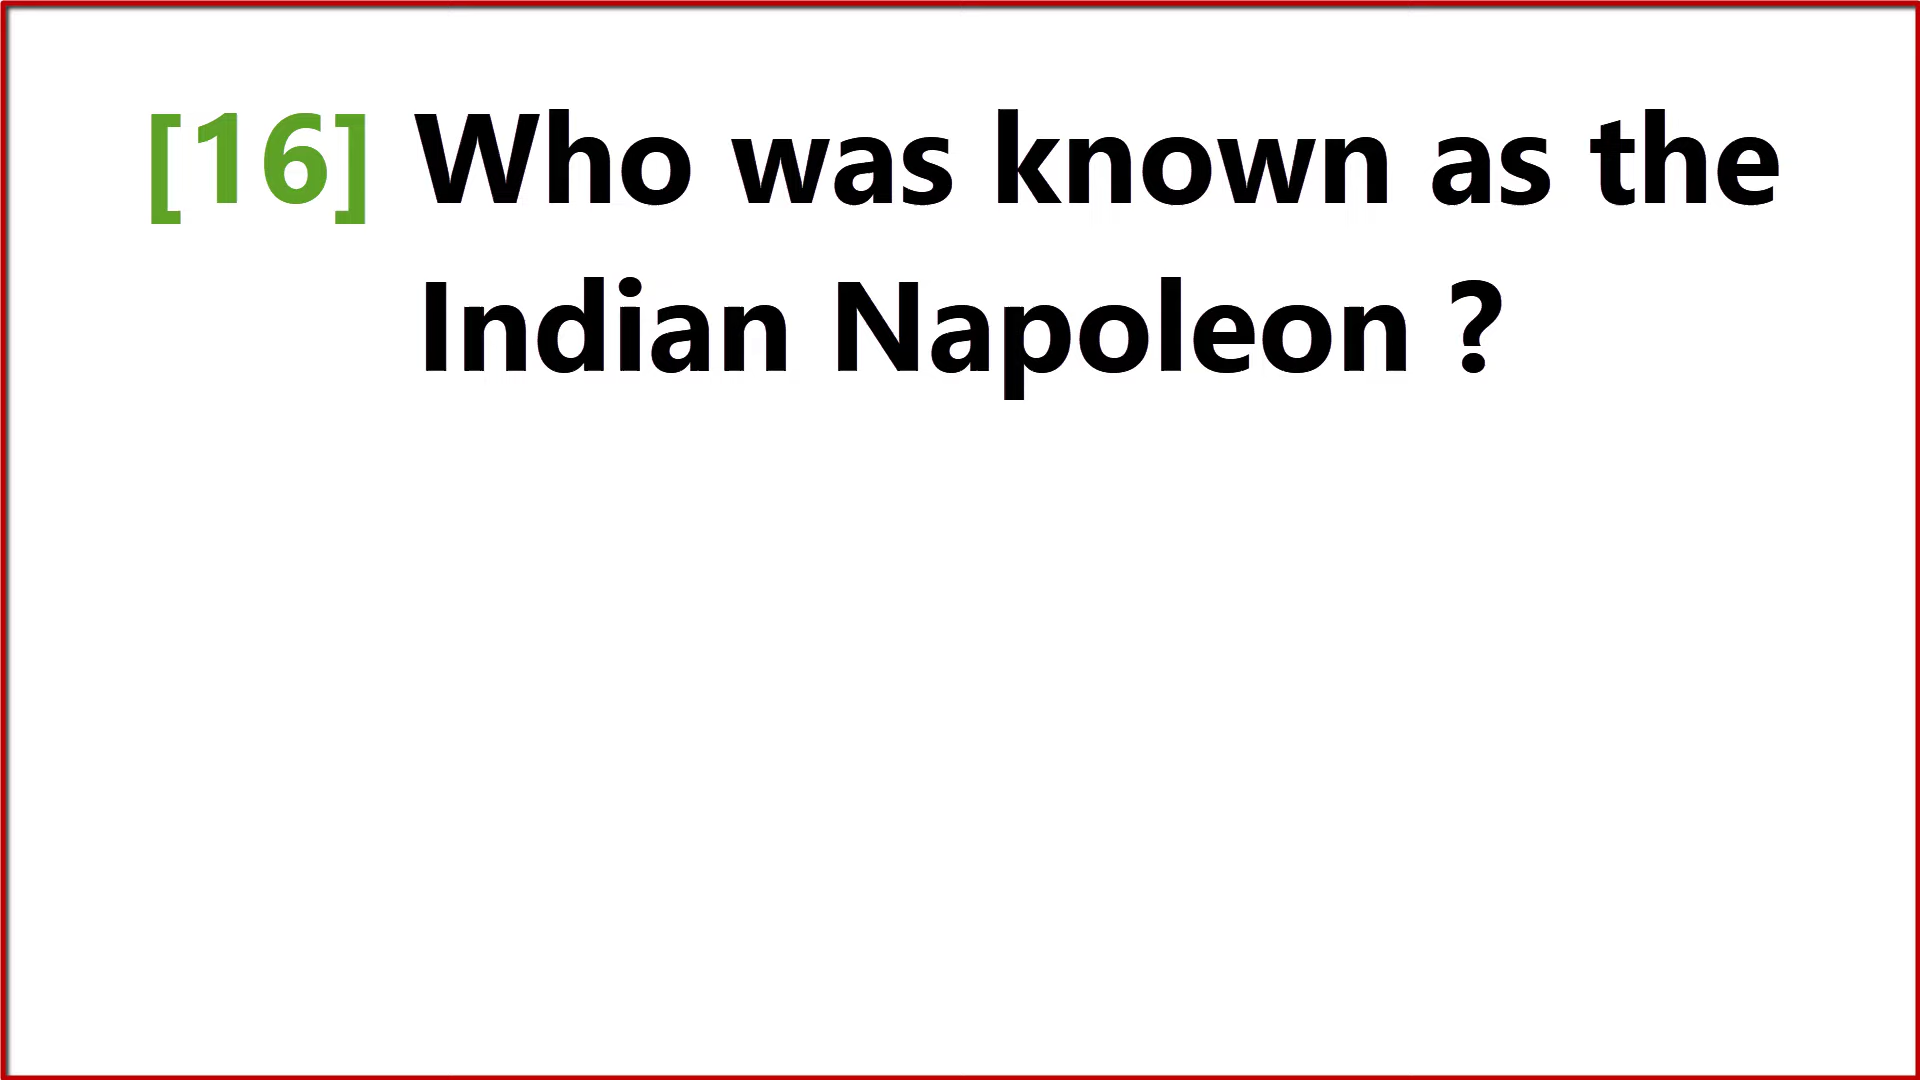 [16] Who was known as the
Indian Napoleon ?